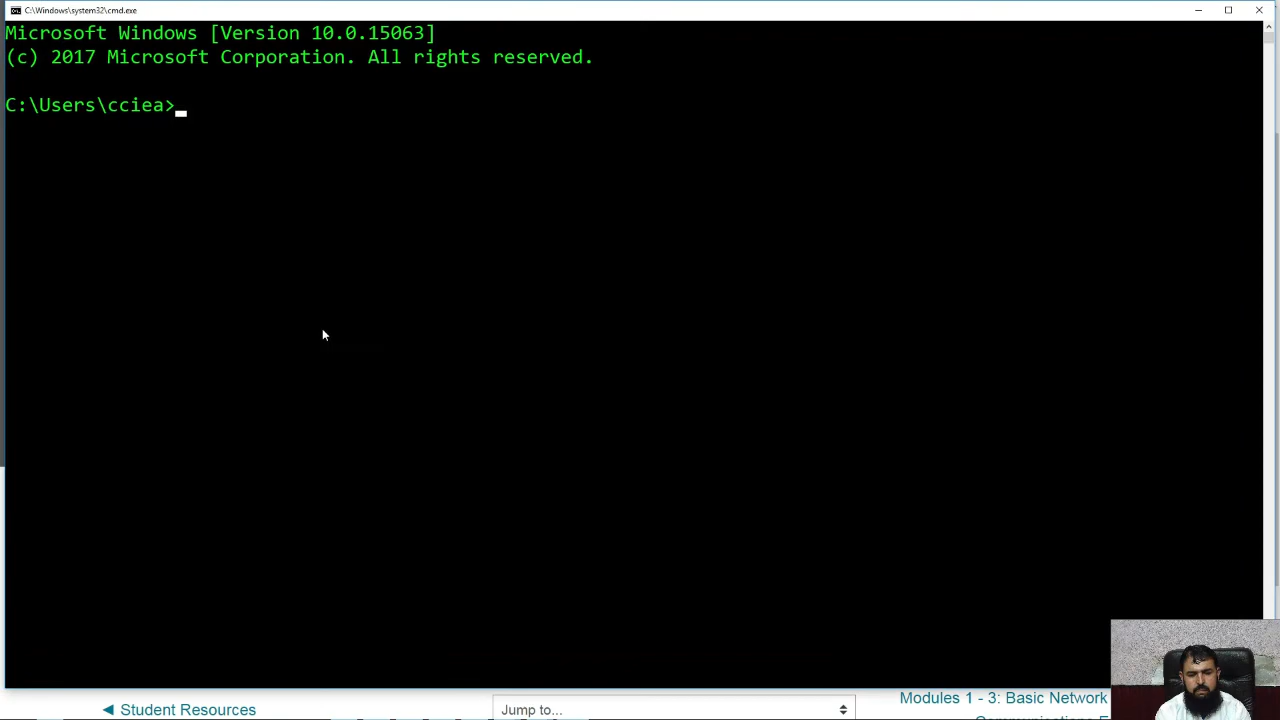 C:\Windows\system32\cmd.exe
Microsoft Windows [Version 10.0.15063]
(c) 2017 Microsoft Corporation. All rights reserved.
C:\Users\cciea>
◀ Student Resources
Jump to...
Modules 1 - 3: Basic Network